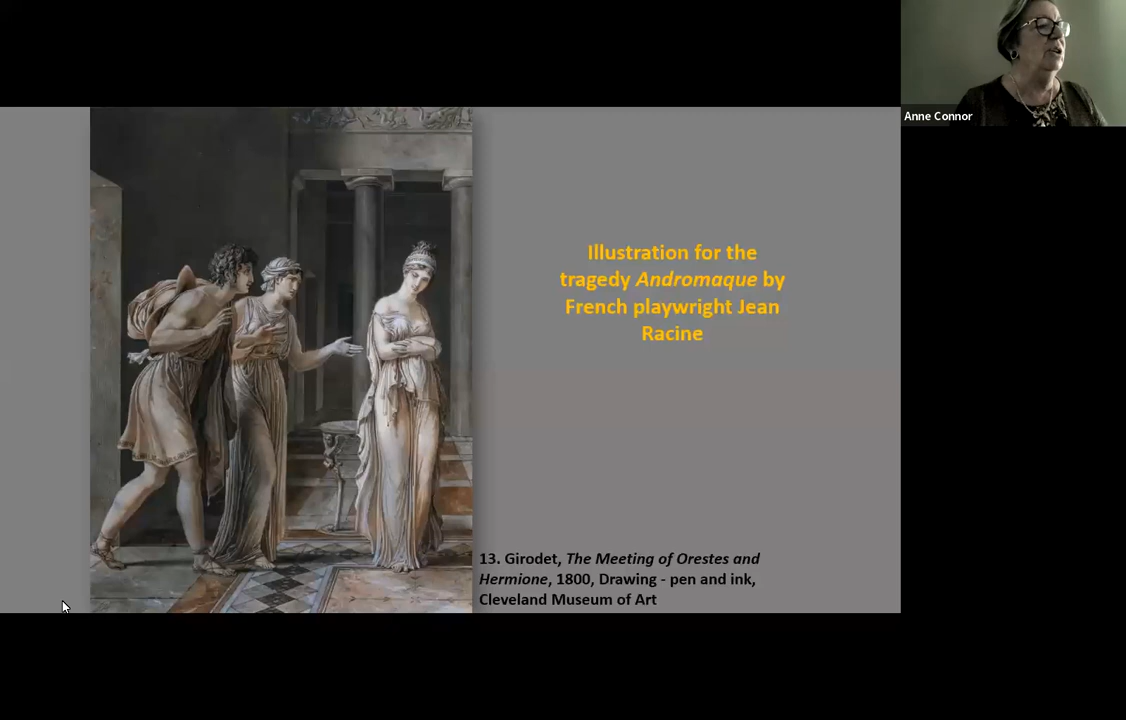 Anne Connor
Illustration for the
tragedy Andromaque by
French playwright Jean
Racine
13. Girodet, The Meeting of Orestes and
Hermione, 1800, Drawing - pen and ink,
Cleveland Museum of Art